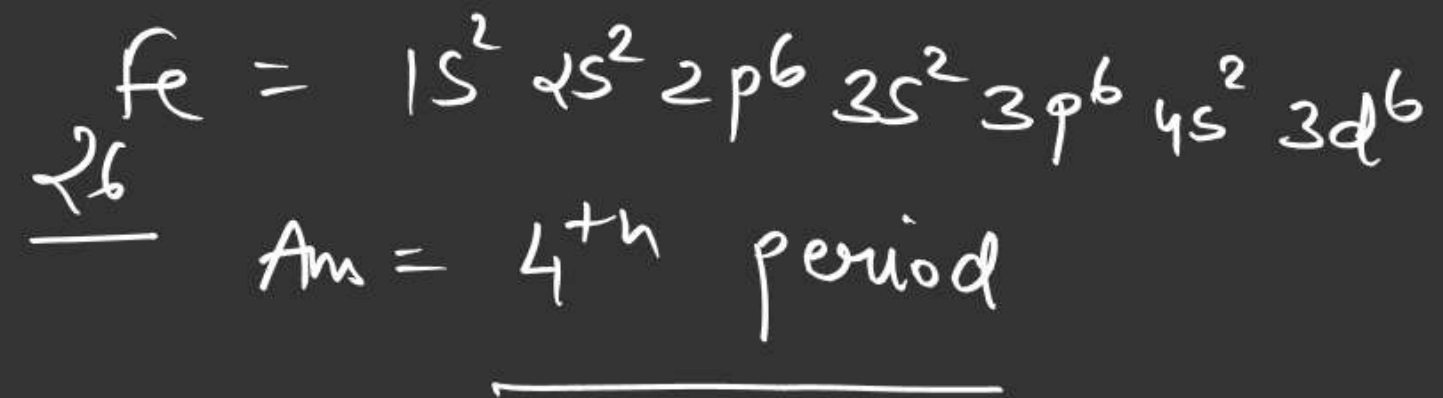 fe = 1S² 2S² 2p⁶ 3S² 3p⁶ 4s² 3d⁶
26
Ans = 4ᵗʰ period